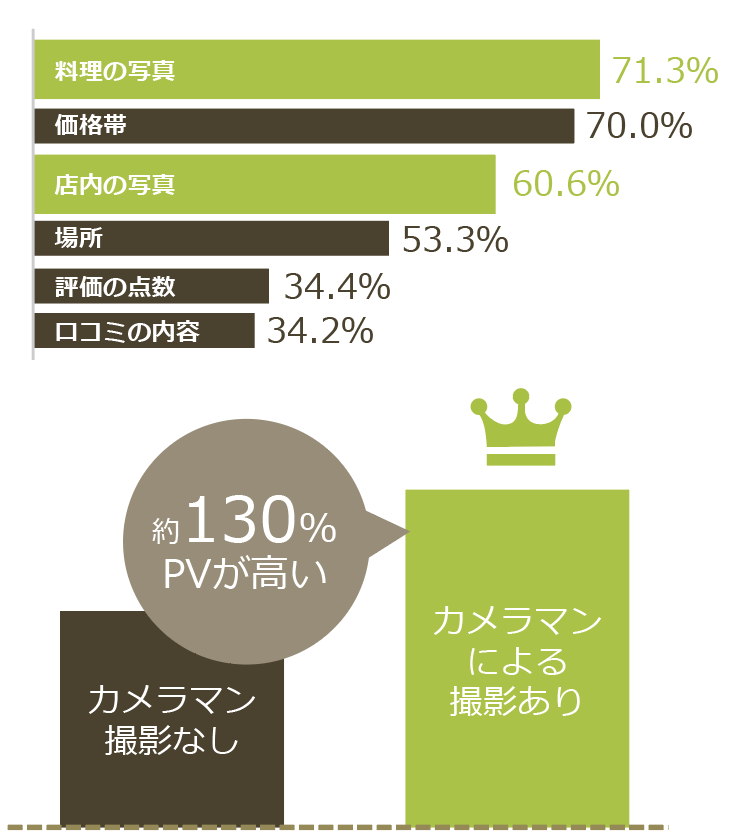 料理の写真 71.3%
価格帯 70.0%
店内の写真 60.6%
場所 53.3%
評価の点数 34.4%
口コミの内容 34.2%
約130%
PVが高い
カメラマン
撮影なし
カメラマン
による
撮影あり